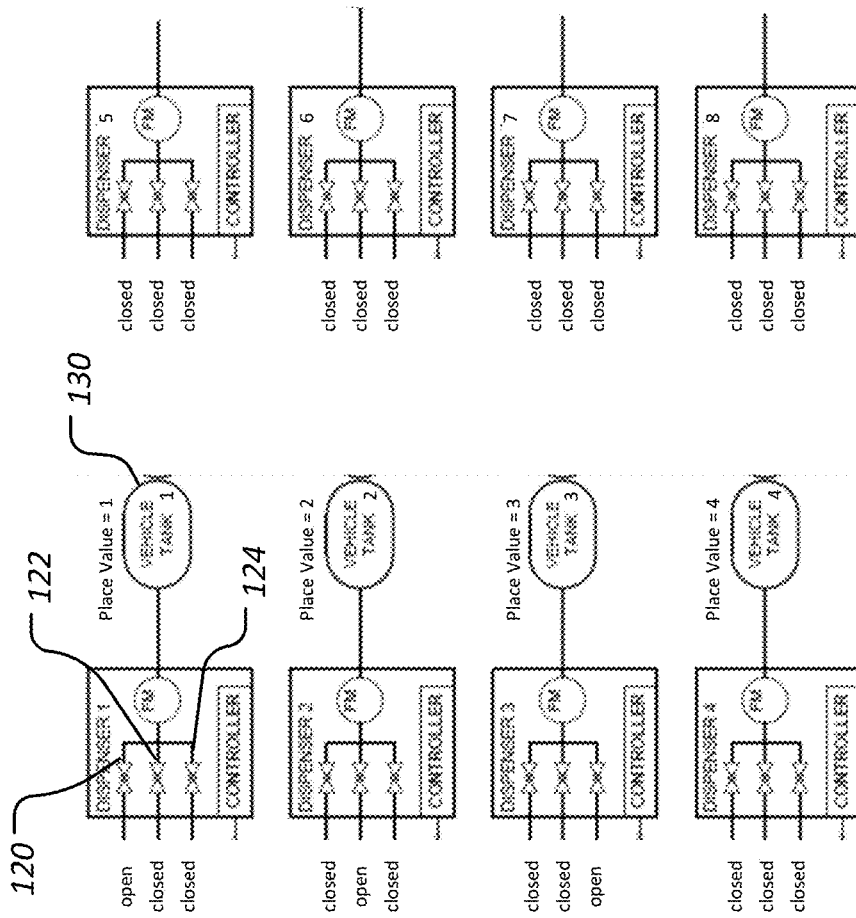 120
122
130
124
Place Value = 1
open
closed
closed
DISPENSER 1
FM
CONTROLLER
VEHICLE
TANK 1
Place Value = 2
closed
open
closed
DISPENSER 2
FM
CONTROLLER
VEHICLE
TANK 2
Place Value = 3
closed
closed
open
DISPENSER 3
FM
CONTROLLER
VEHICLE
TANK 3
Place Value = 4
closed
closed
closed
DISPENSER 4
FM
CONTROLLER
VEHICLE
TANK 4
closed
closed
closed
DISPENSER 5
FM
CONTROLLER
closed
closed
closed
DISPENSER 6
FM
CONTROLLER
closed
closed
closed
DISPENSER 7
FM
CONTROLLER
closed
closed
closed
DISPENSER 8
FM
CONTROLLER